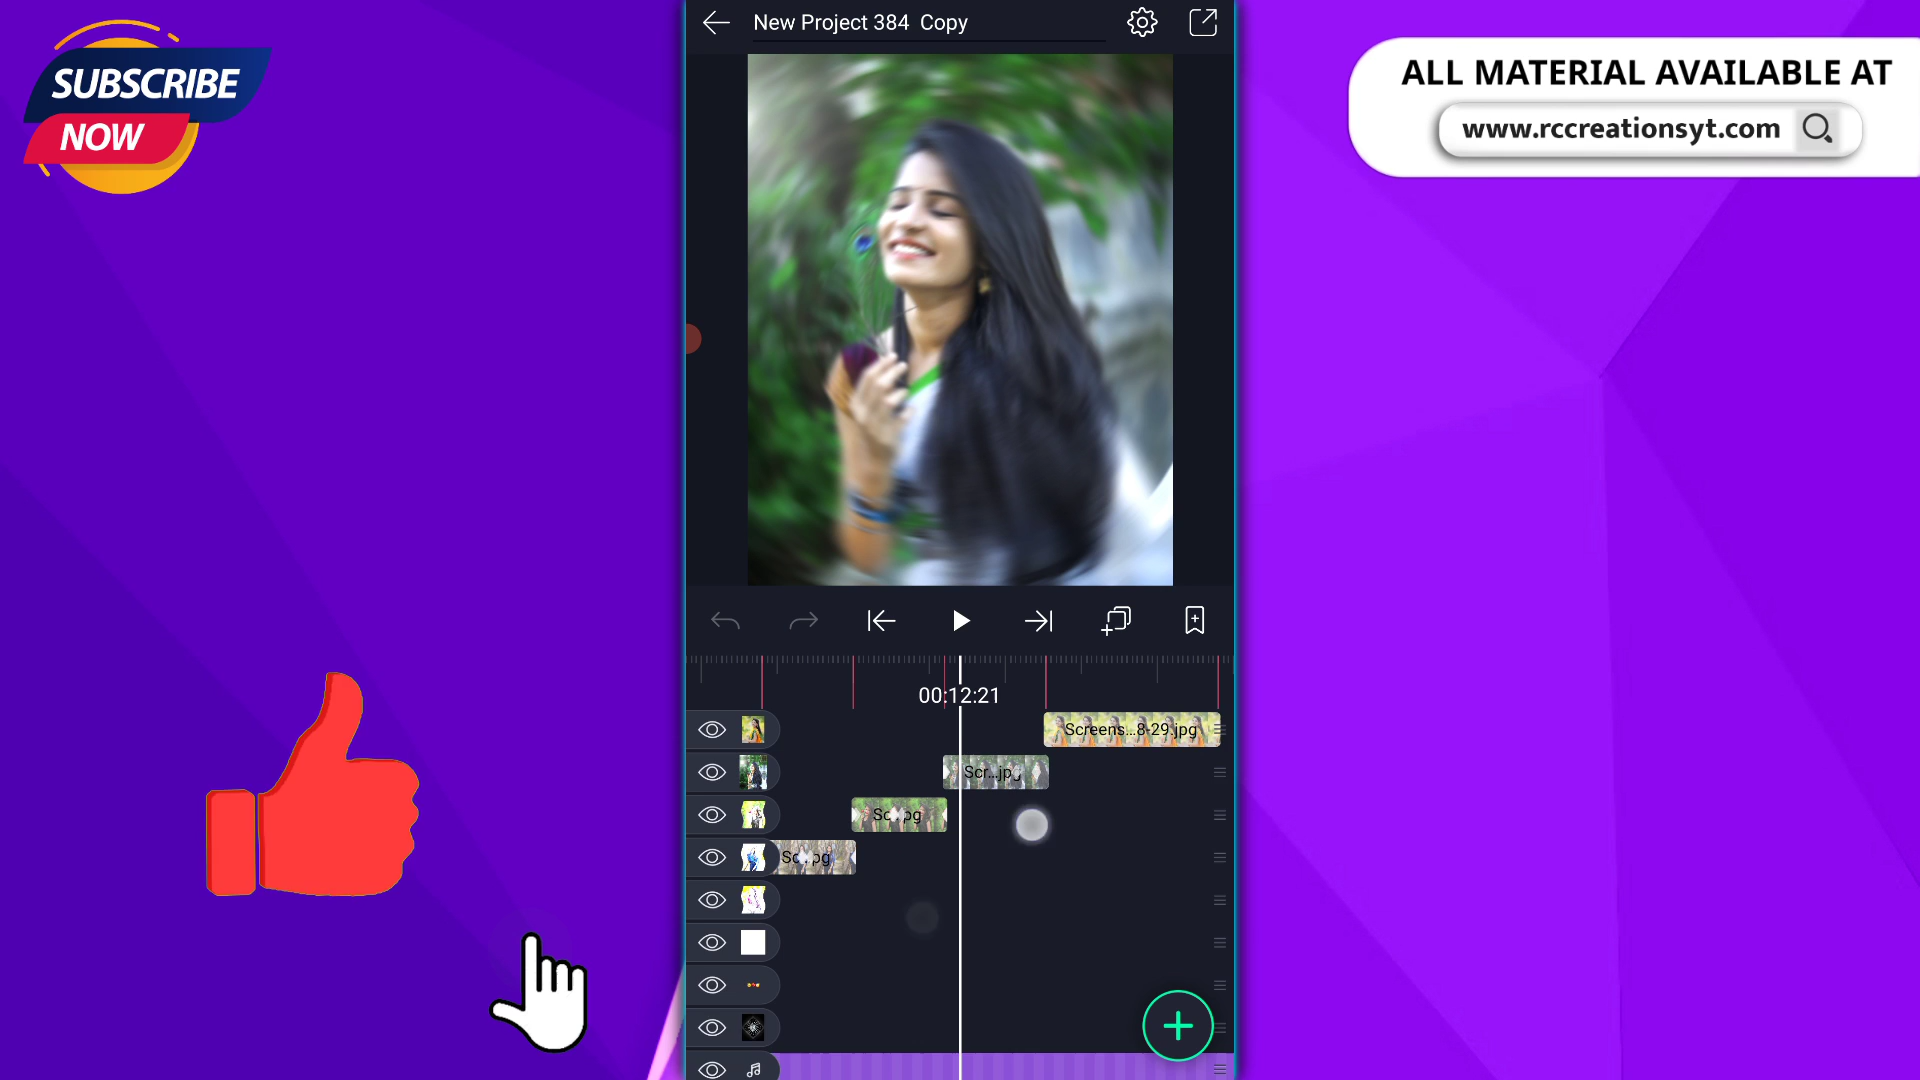 SUBSCRIBE
NOW
New Project 384 Copy
ALL MATERIAL AVAILABLE AT
www.rccreationsyt.com
00:12:21
Screens...8-29.jpg
Scr...jpg